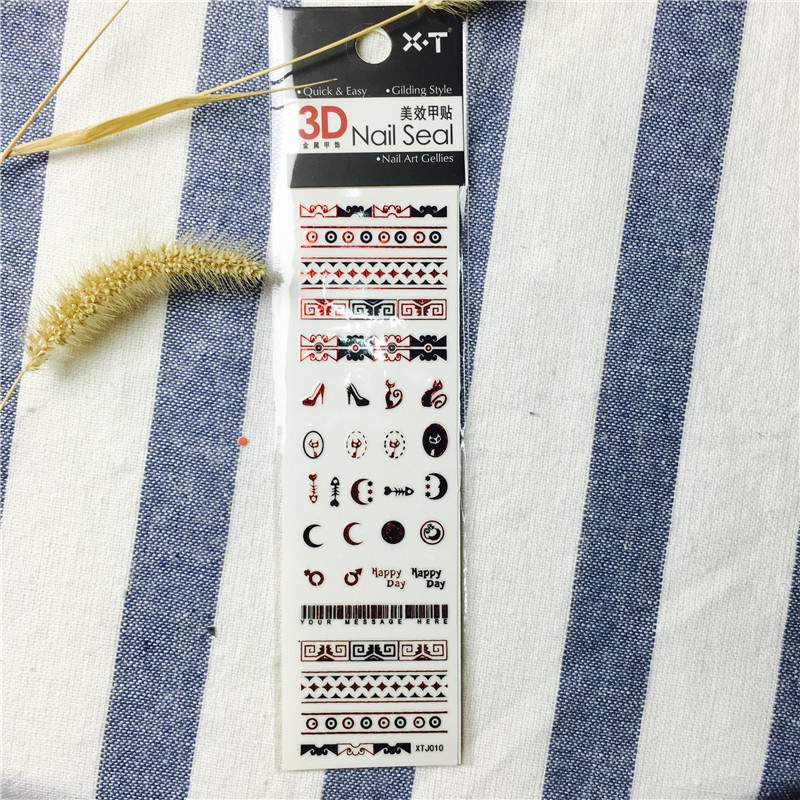 X·T®
•Quick & Easy •Gilding Style
3D 美效甲贴
金属甲饰 Nail Seal
•Nail Art Gellies
Happy Happy
Day Day
YOUR MESSAGE HERE
XTJ010